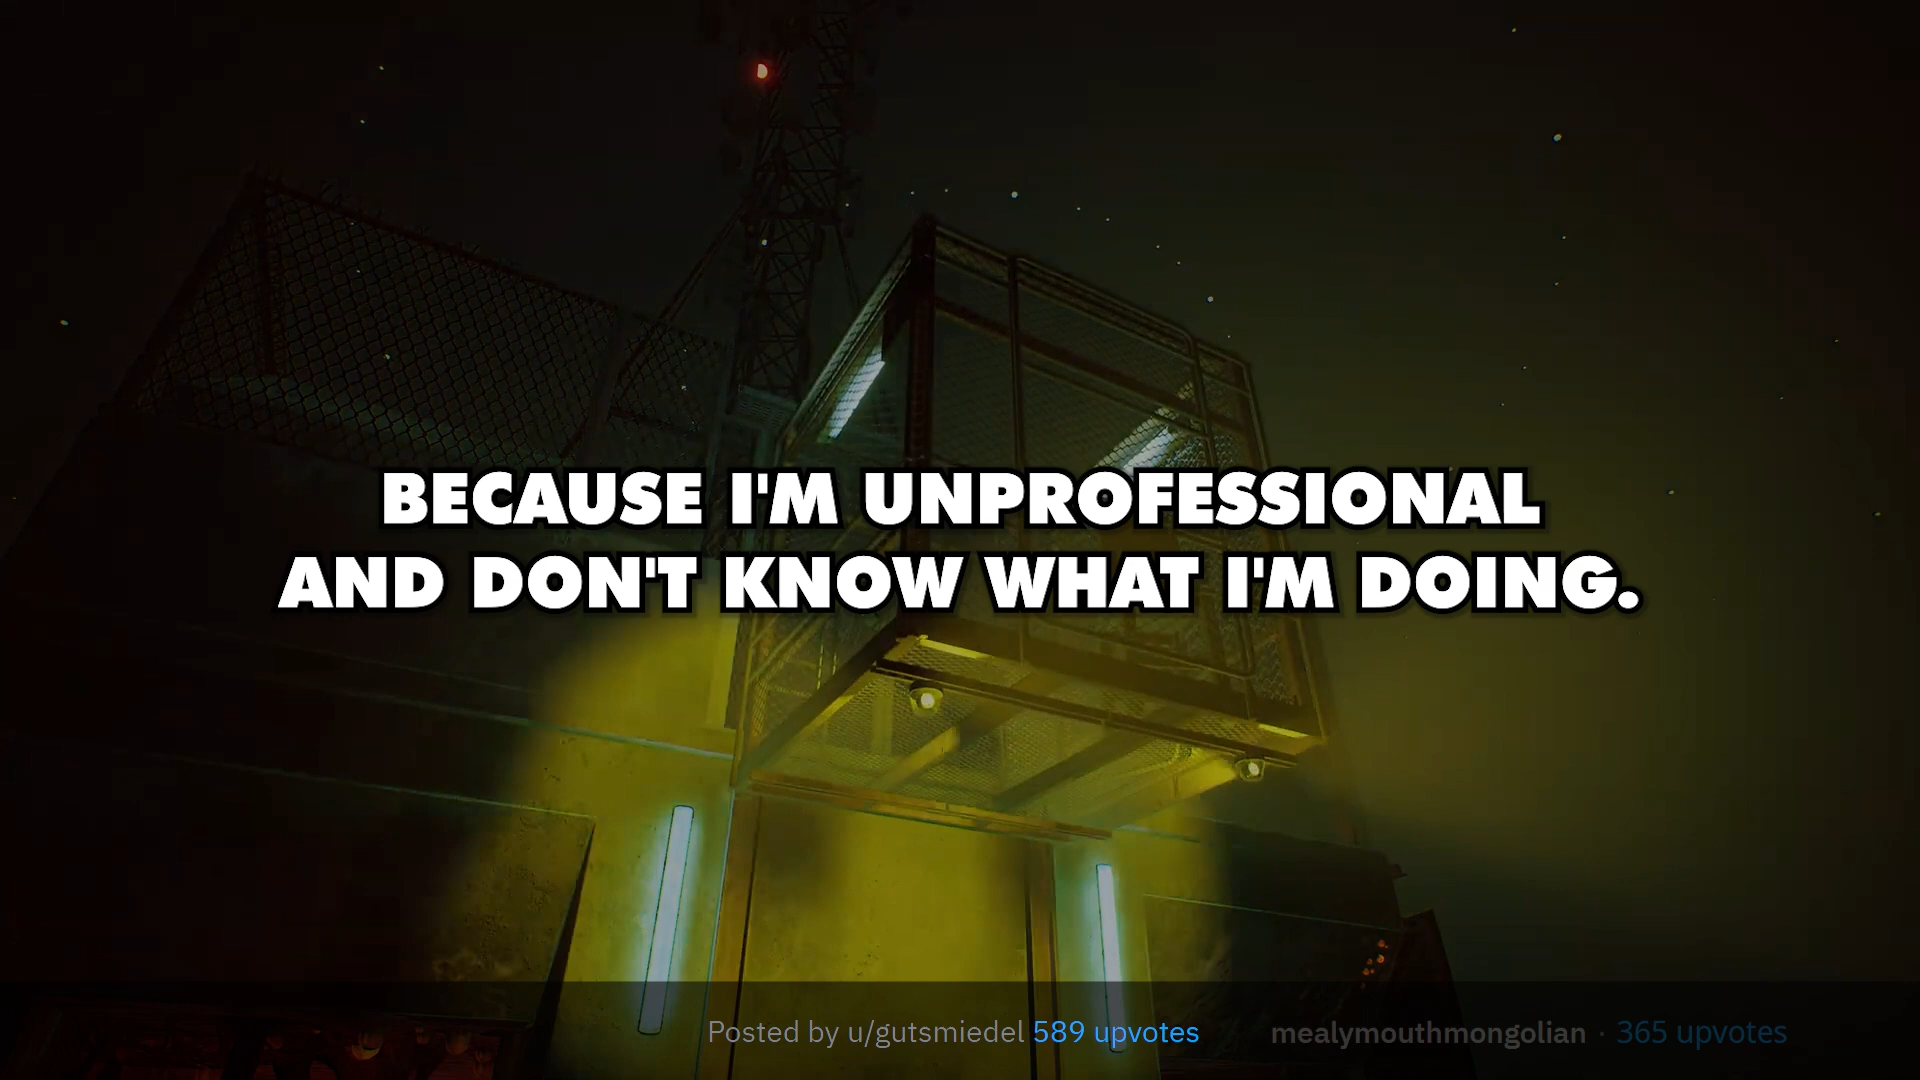 BECAUSE I'M UNPROFESSIONAL
AND DON'T KNOW WHAT I'M DOING.
Posted by u/gutsmiedel 589 upvotes
mealymouthmongolian · 365 upvotes